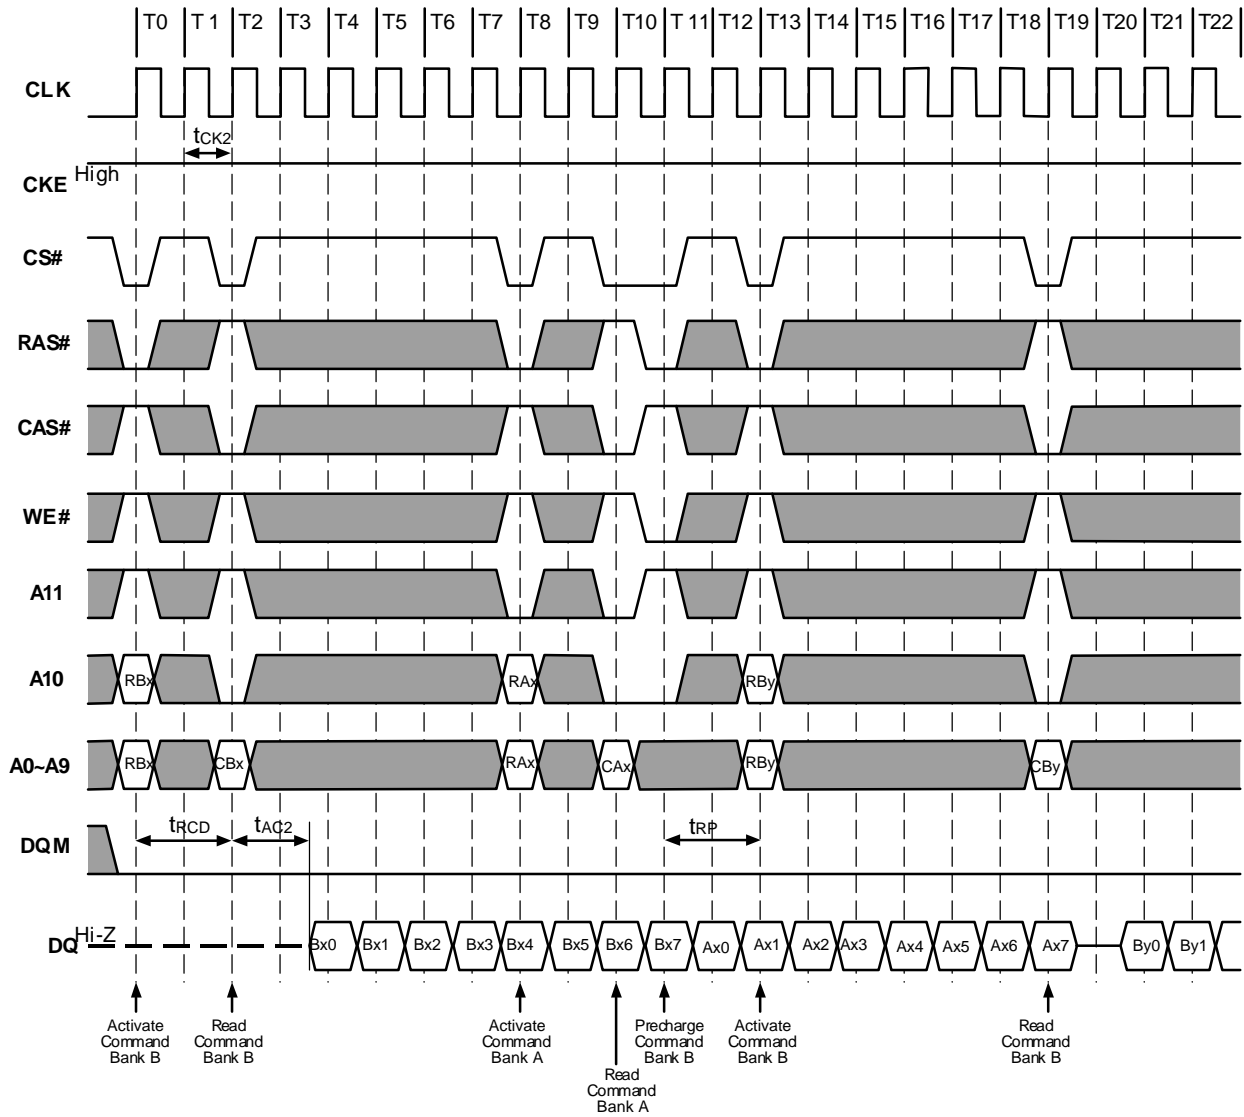 T0 T 1 T2 T3 T4 T5 T6 T7 T8 T9 T10 T 11 T12 T13 T14 T15 T16 T17 T18 T19 T20 T21 T22
CLK
tCK2
High
CKE
CS#
RAS#
CAS#
WE#
A11
A10 RBx RAx RBy
A0~A9 RBx CBx RAx CAx RBy CBy
tRCD tAC2 tRP
DQM
Hi-Z
DQ Bx0 Bx1 Bx2 Bx3 Bx4 Bx5 Bx6 Bx7 Ax0 Ax1 Ax2 Ax3 Ax4 Ax5 Ax6 Ax7 By0 By1
Activate
Command
Bank B
Read
Command
Bank B
Activate
Command
Bank A
Read
Command
Bank A
Precharge
Command
Bank B
Activate
Command
Bank B
Read
Command
Bank B